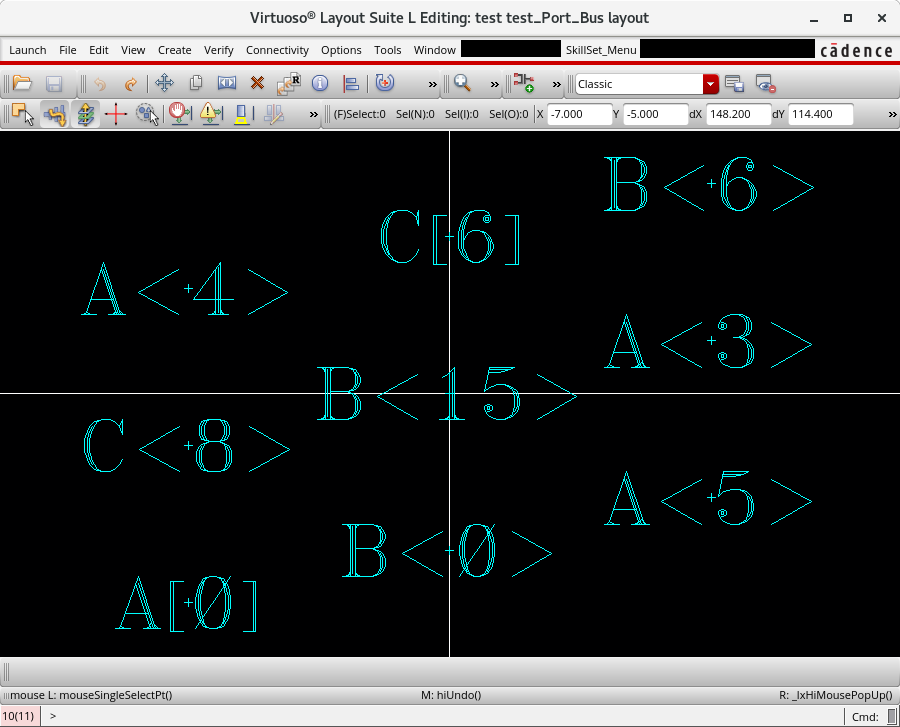 Virtuoso® Layout Suite L Editing: test test_Port_Bus layout
Launch File Edit View Create Verify Connectivity Options Tools Window SkillSet_Menu cādence
R Classic
(F)Select:0 Sel(N):0 Sel(I):0 Sel(O):0 X -7.000 Y -5.000 dX 148.200 dY 114.400
B<6>
C[6]
A<4>
A<3>
B<15>
C<8>
A<5>
B<0>
A[0]
mouse L: mouseSingleSelectPt() M: hiUndo() R: _lxHiMousePopUp()
10(11) > Cmd: